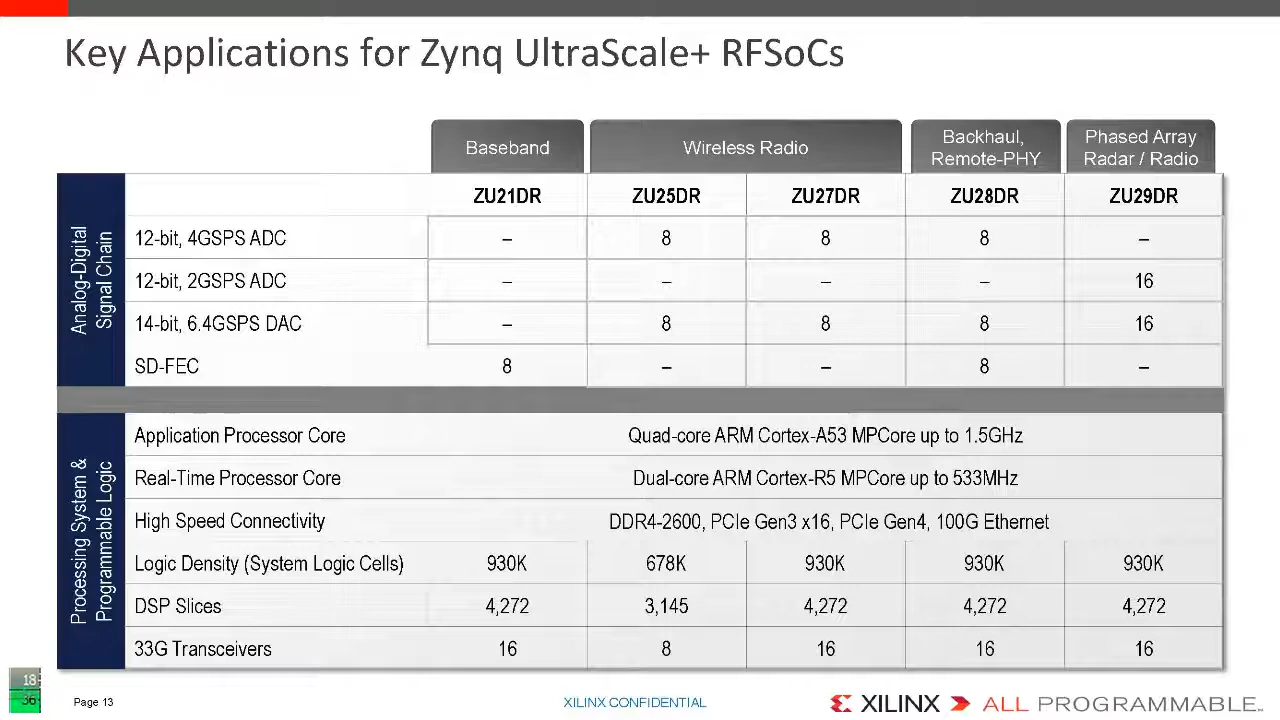 Key Applications for Zynq UltraScale+ RFSoCs
Baseband Wireless Radio Backhaul, Remote-PHY Phased Array Radar / Radio
ZU21DR ZU25DR ZU27DR ZU28DR ZU29DR
Analog-Digital Signal Chain
12-bit, 4GSPS ADC – 8 8 8 –
12-bit, 2GSPS ADC – – – – 16
14-bit, 6.4GSPS DAC – 8 8 8 16
SD-FEC 8 – – 8 –
Processing System & Programmable Logic
Application Processor Core Quad-core ARM Cortex-A53 MPCore up to 1.5GHz
Real-Time Processor Core Dual-core ARM Cortex-R5 MPCore up to 533MHz
High Speed Connectivity DDR4-2600, PCIe Gen3 x16, PCIe Gen4, 100G Ethernet
Logic Density (System Logic Cells) 930K 678K 930K 930K 930K
DSP Slices 4,272 3,145 4,272 4,272 4,272
33G Transceivers 16 8 16 16 16
18
36
Page 13
XILINX CONFIDENTIAL
XILINX ALL PROGRAMMABLE™